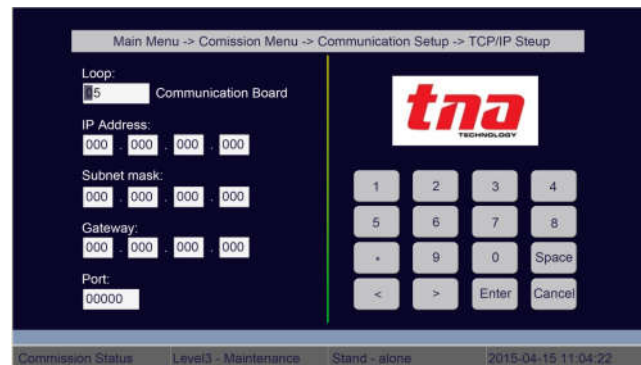 Main Menu -> Comission Menu -> Communication Setup -> TCP/IP Steup
Loop:
05 Communication Board
IP Address:
000 . 000 . 000 . 000
Subnet mask:
000 . 000 . 000 . 000
Gateway:
000 . 000 . 000 . 000
Port:
00000
tna
TECHNOLOGY
1 2 3 4
5 6 7 8
* 9 0 Space
< > Enter Cancel
Commission Status Level3 - Maintenance Stand - alone 2015-04-15 11:04:22